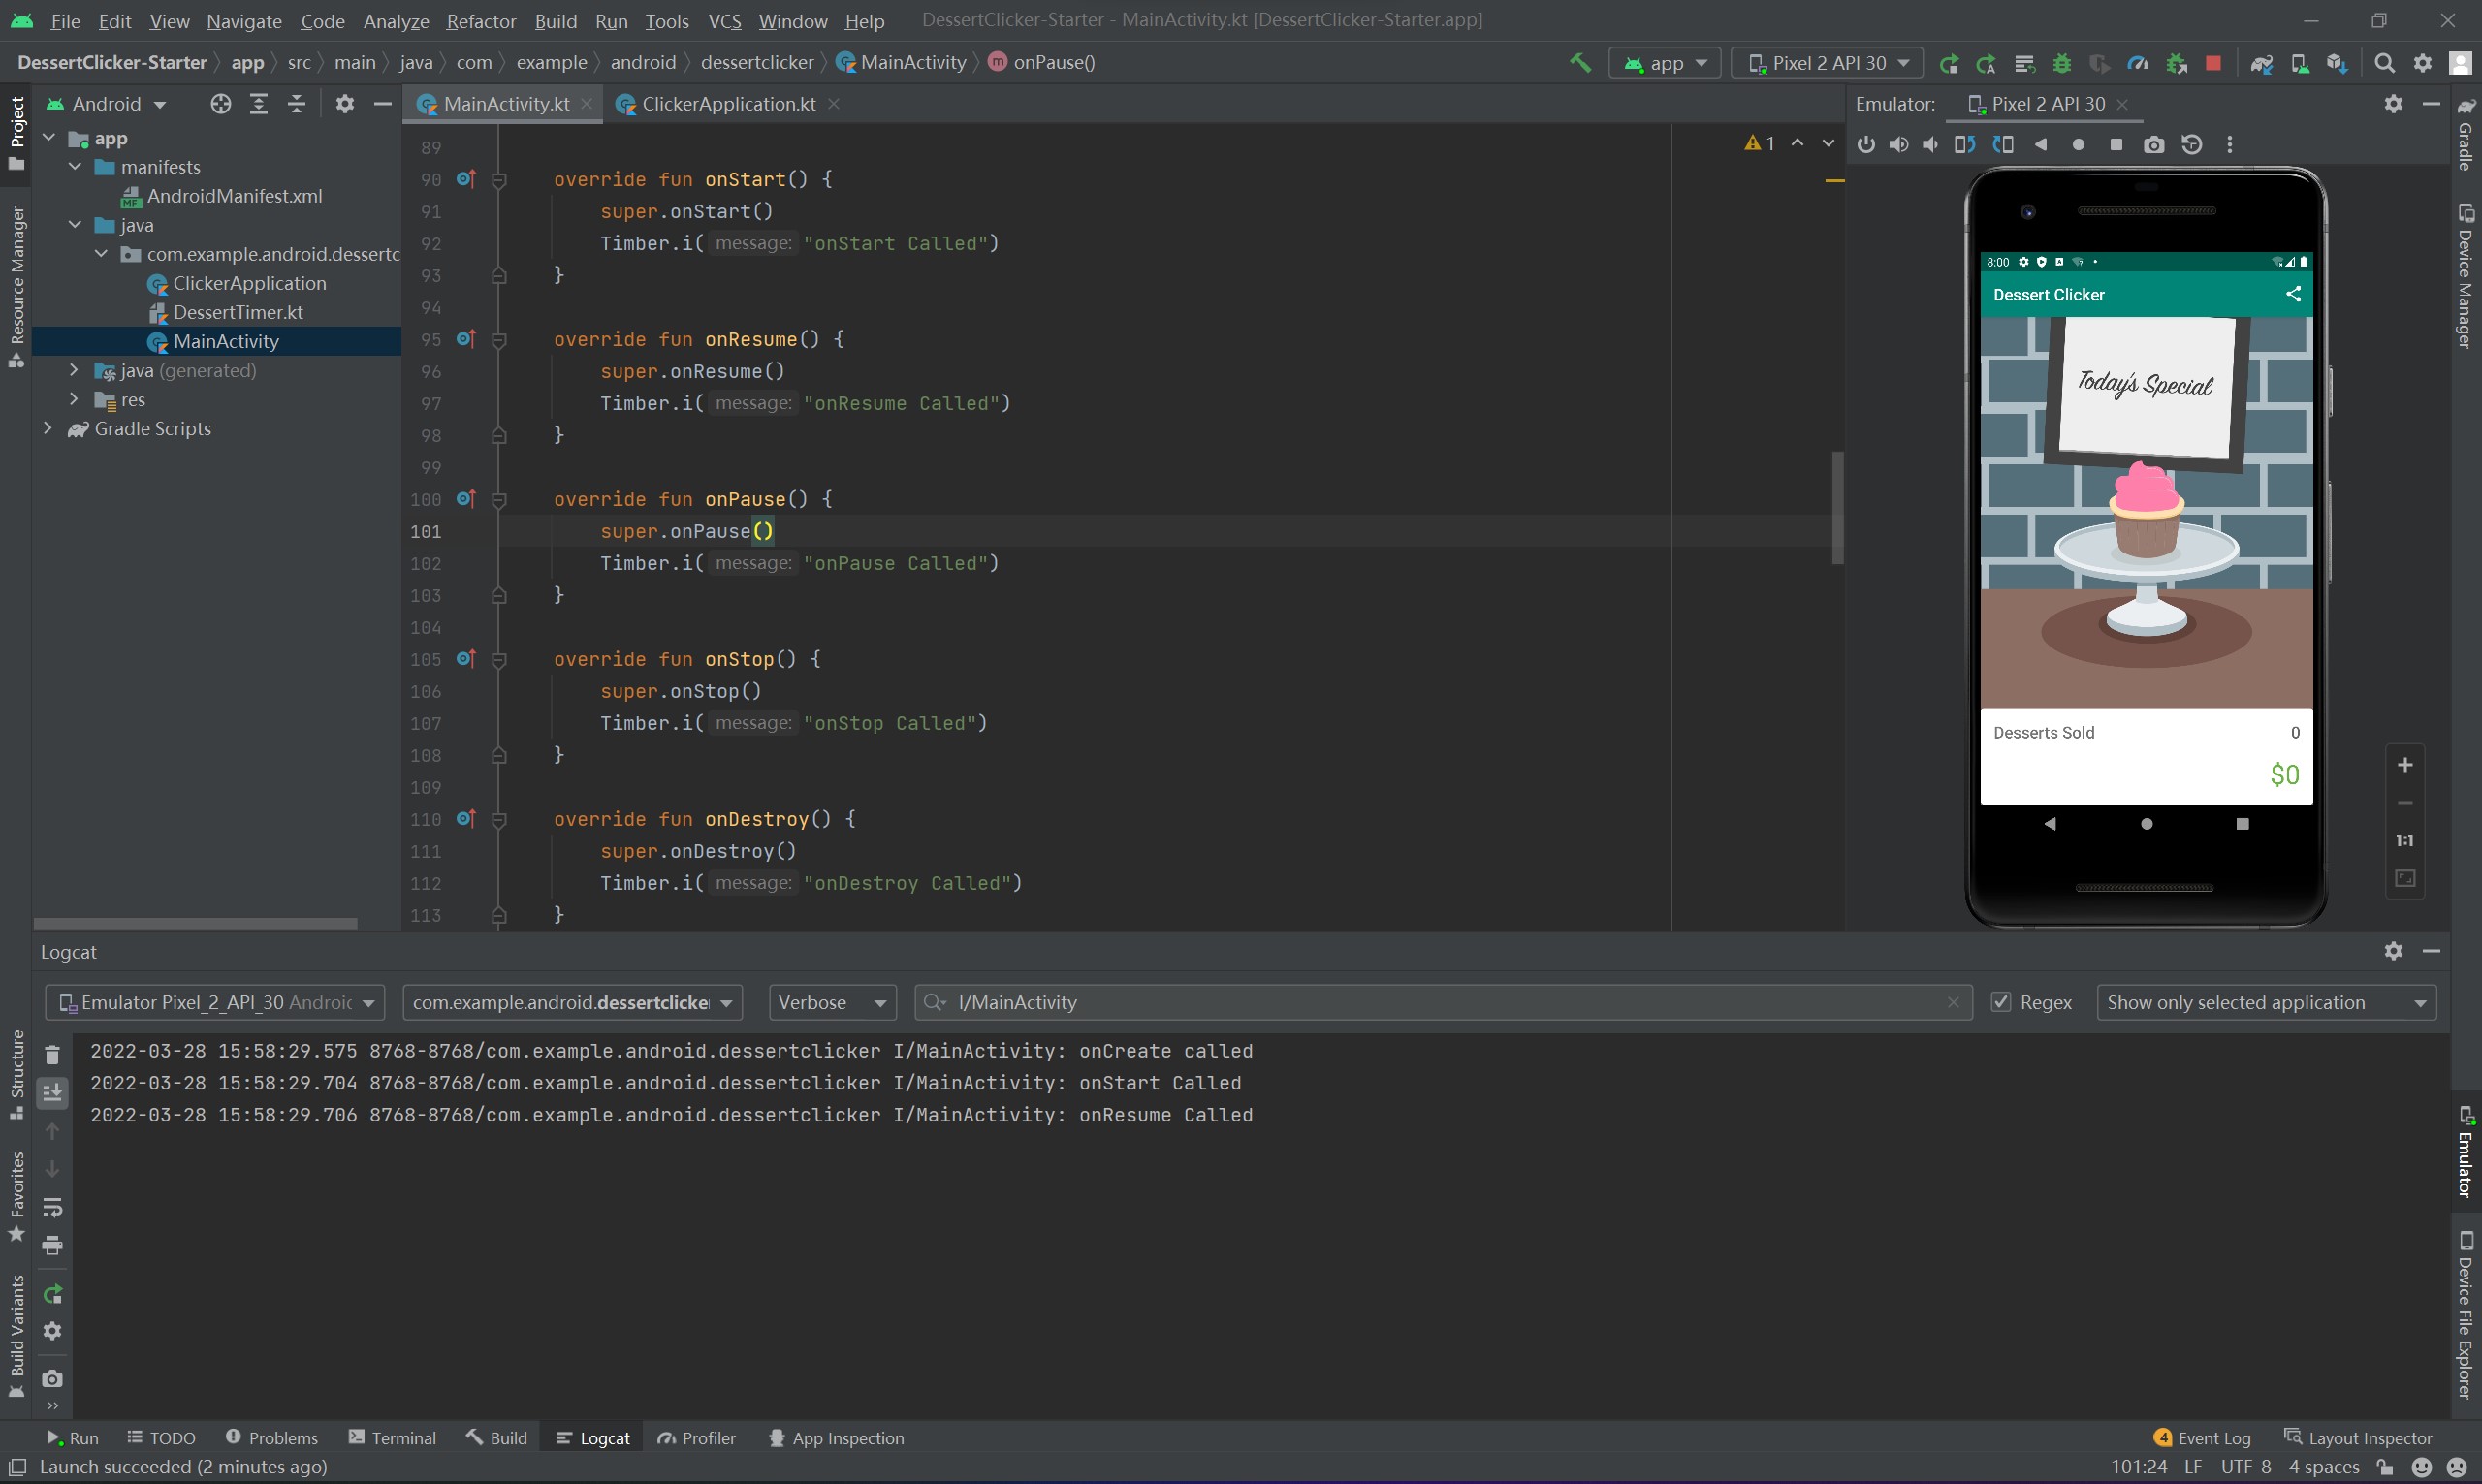 File Edit View Navigate Code Analyze Refactor Build Run Tools VCS Window Help DessertClicker-Starter - MainActivity.kt [DessertClicker-Starter.app]
DessertClicker-Starter app src main java com example android dessertclicker MainActivity onPause() app Pixel 2 API 30
Project
Resource Manager
Structure
Favorites
Build Variants
Android
app
manifests
AndroidManifest.xml
java
com.example.android.dessertc
ClickerApplication
DessertTimer.kt
MainActivity
java (generated)
res
Gradle Scripts
MainActivity.kt ClickerApplication.kt
1
89
90 override fun onStart() {
91 super.onStart()
92 Timber.i( message: "onStart Called")
93 }
94
95 override fun onResume() {
96 super.onResume()
97 Timber.i( message: "onResume Called")
98 }
99
100 override fun onPause() {
101 super.onPause()
102 Timber.i( message: "onPause Called")
103 }
104
105 override fun onStop() {
106 super.onStop()
107 Timber.i( message: "onStop Called")
108 }
109
110 override fun onDestroy() {
111 super.onDestroy()
112 Timber.i( message: "onDestroy Called")
113 }
Emulator: Pixel 2 API 30
8:00
Dessert Clicker
Today's Special
Desserts Sold 0
$0
1:1
Gradle
Device Manager
Emulator
Device File Explorer
Logcat
Emulator Pixel_2_API_30 Androic com.example.android.dessertclicke Verbose I/MainActivity Regex Show only selected application
2022-03-28 15:58:29.575 8768-8768/com.example.android.dessertclicker I/MainActivity: onCreate called
2022-03-28 15:58:29.704 8768-8768/com.example.android.dessertclicker I/MainActivity: onStart Called
2022-03-28 15:58:29.706 8768-8768/com.example.android.dessertclicker I/MainActivity: onResume Called
Run TODO Problems Terminal Build Logcat Profiler App Inspection 4 Event Log Layout Inspector
Launch succeeded (2 minutes ago) 101:24 LF UTF-8 4 spaces